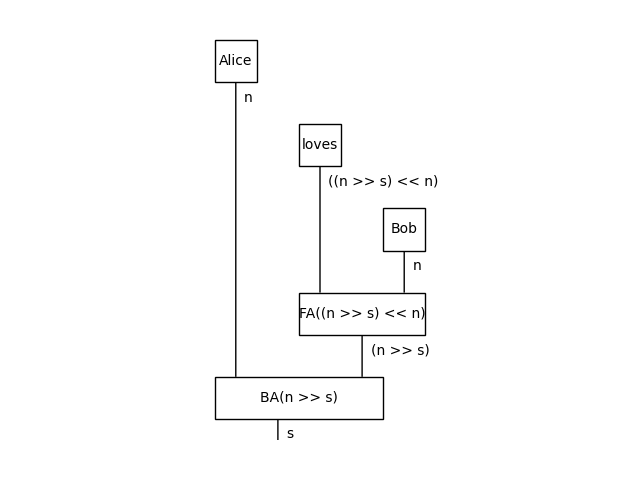 Alice
n
loves
((n >> s) << n)
Bob
n
FA((n >> s) << n)
(n >> s)
BA(n >> s)
s